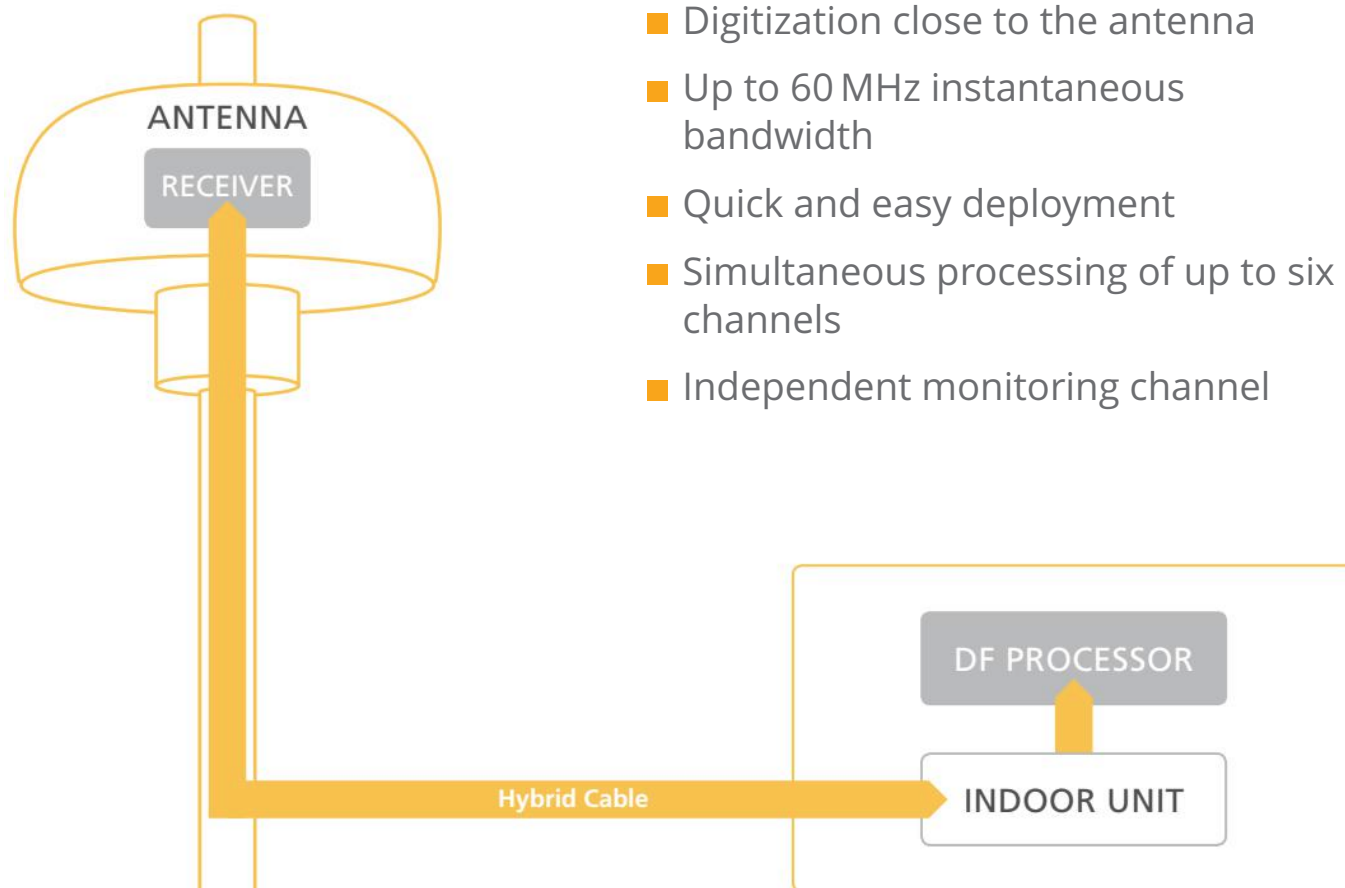 Digitization close to the antenna
Up to 60 MHz instantaneous
bandwidth
Quick and easy deployment
Simultaneous processing of up to six
channels
Independent monitoring channel
ANTENNA
RECEIVER
DF PROCESSOR
Hybrid Cable
INDOOR UNIT